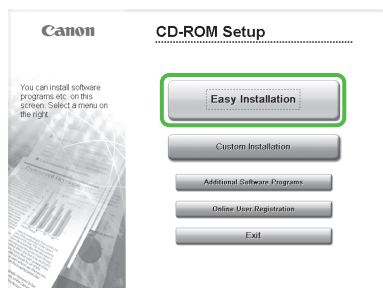 Canon
CD-ROM Setup
You can install software
programs etc. on this
screen. Select a menu on
the right.
Easy Installation
Custom Installation
Additional Software Programs
Online User Registration
Exit